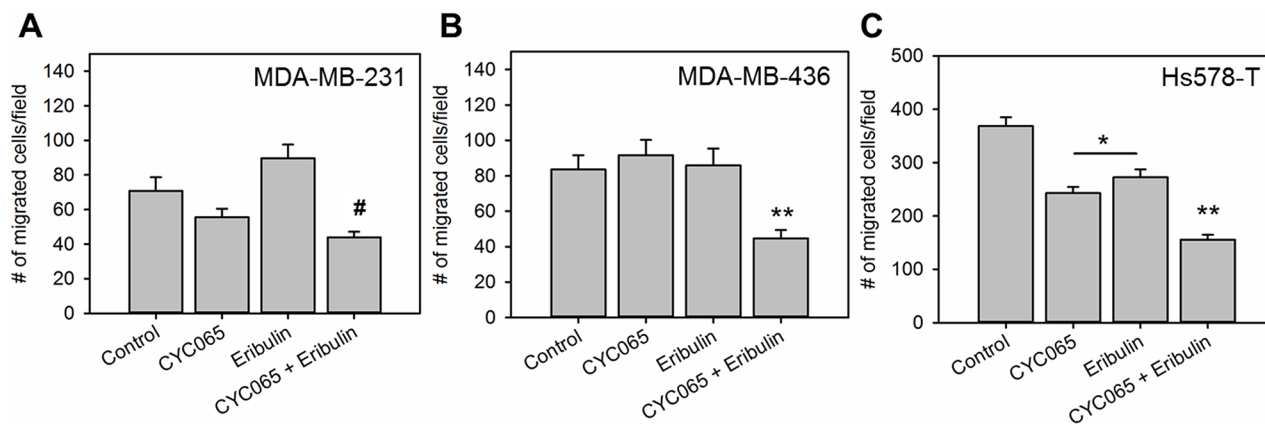 A
# of migrated cells/field
140
120
100
80
60
40
20
0
MDA-MB-231
#
Control
CYC065
Eribulin
CYC065 + Eribulin
B
# of migrated cells/field
140
120
100
80
60
40
20
0
MDA-MB-436
**
Control
CYC065
Eribulin
CYC065 + Eribulin
C
# of migrated cells/field
500
400
300
200
100
0
Hs578-T
*
**
Control
CYC065
Eribulin
CYC065 + Eribulin